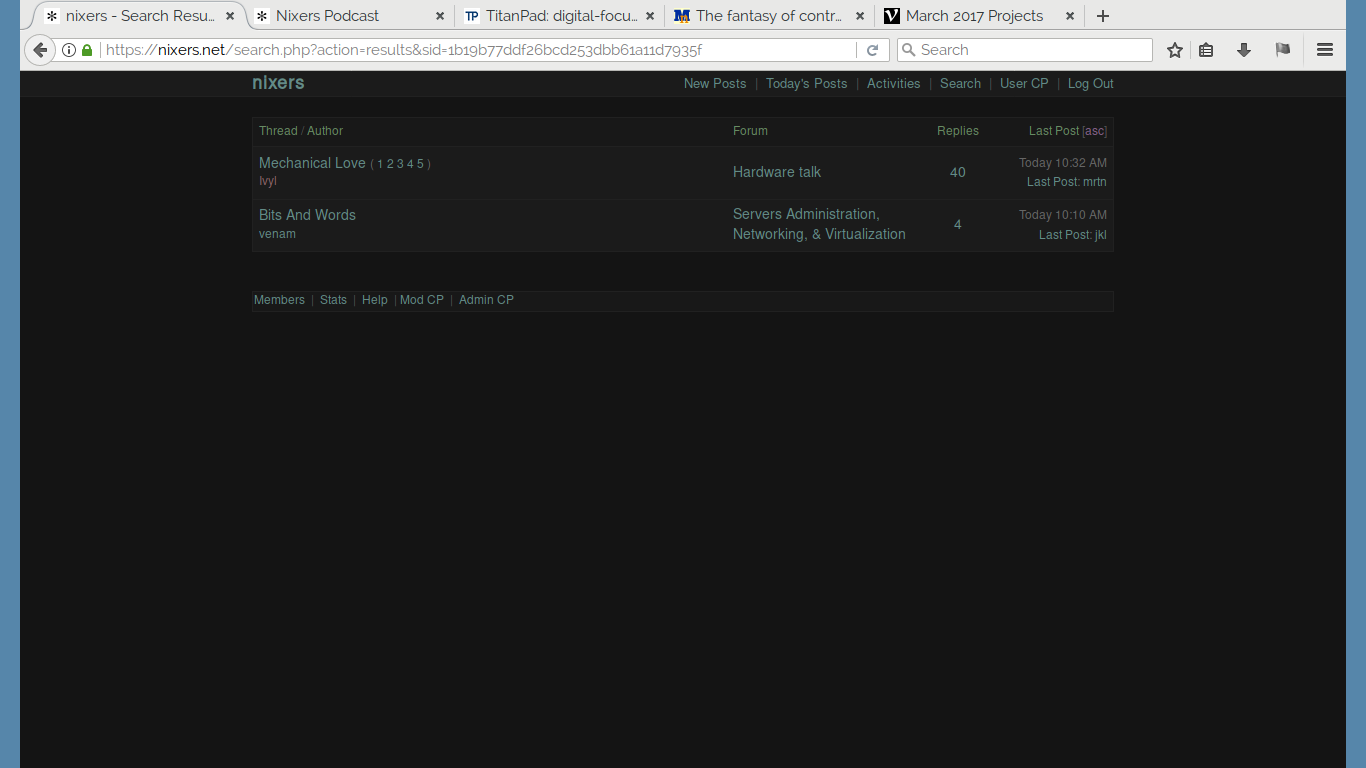 nixers - Search Resu...
Nixers Podcast
TitanPad: digital-focu...
The fantasy of contr...
March 2017 Projects
https://nixers.net/search.php?action=results&sid=1b19b77ddf26bcd253dbb61a11d7935f
Search
nixers
New Posts | Today's Posts | Activities | Search | User CP | Log Out
Thread / Author Forum Replies Last Post [asc]
Mechanical Love ( 1 2 3 4 5 )
Ivyl
Hardware talk
40
Today 10:32 AM
Last Post: mrtn
Bits And Words
venam
Servers Administration,
Networking, & Virtualization
4
Today 10:10 AM
Last Post: jkl
Members | Stats | Help | Mod CP | Admin CP